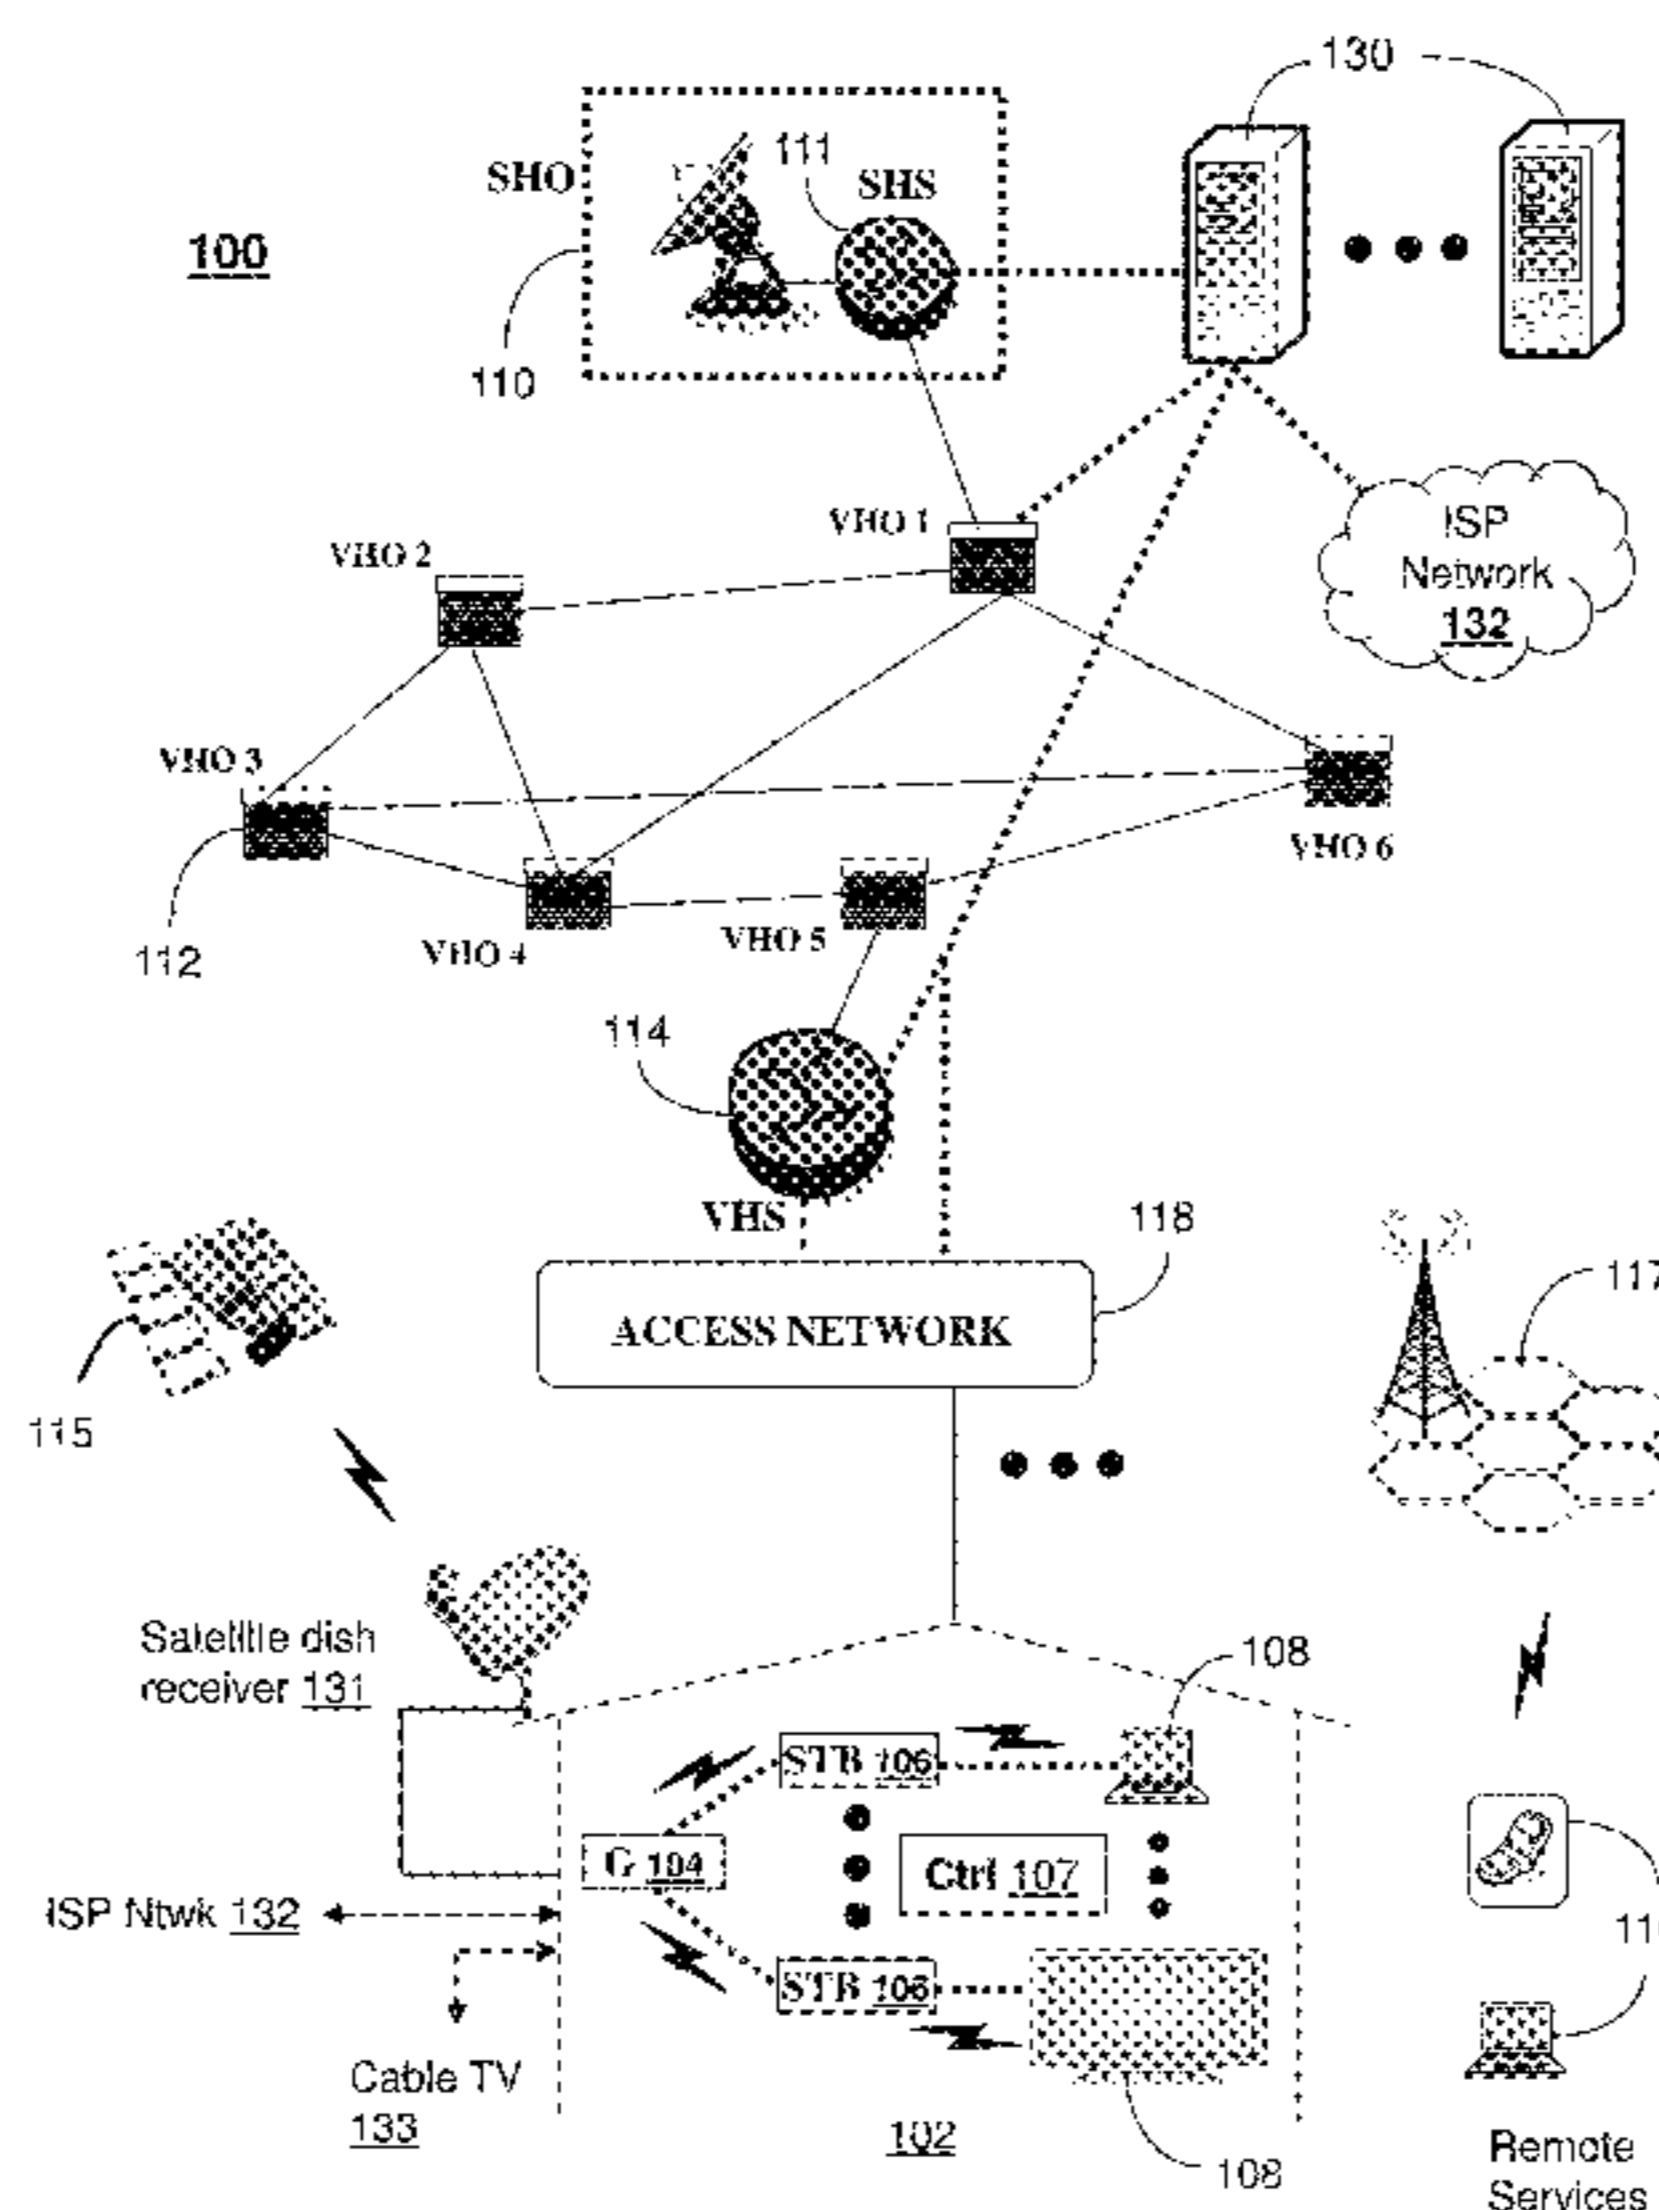 130
111
SHO
SHS
100
110
VHO 1
ISP
Network
132
VHO 2
VHO 3
VHO 6
112
VHO 4
VHO 5
114
VHS
118
117
ACCESS NETWORK
115
Satellite dish
receiver 131
108
STB 106
G 104
Ctrl 107
ISP Ntwk 132
STB 106
Cable TV
133
102
108
Remote
Services